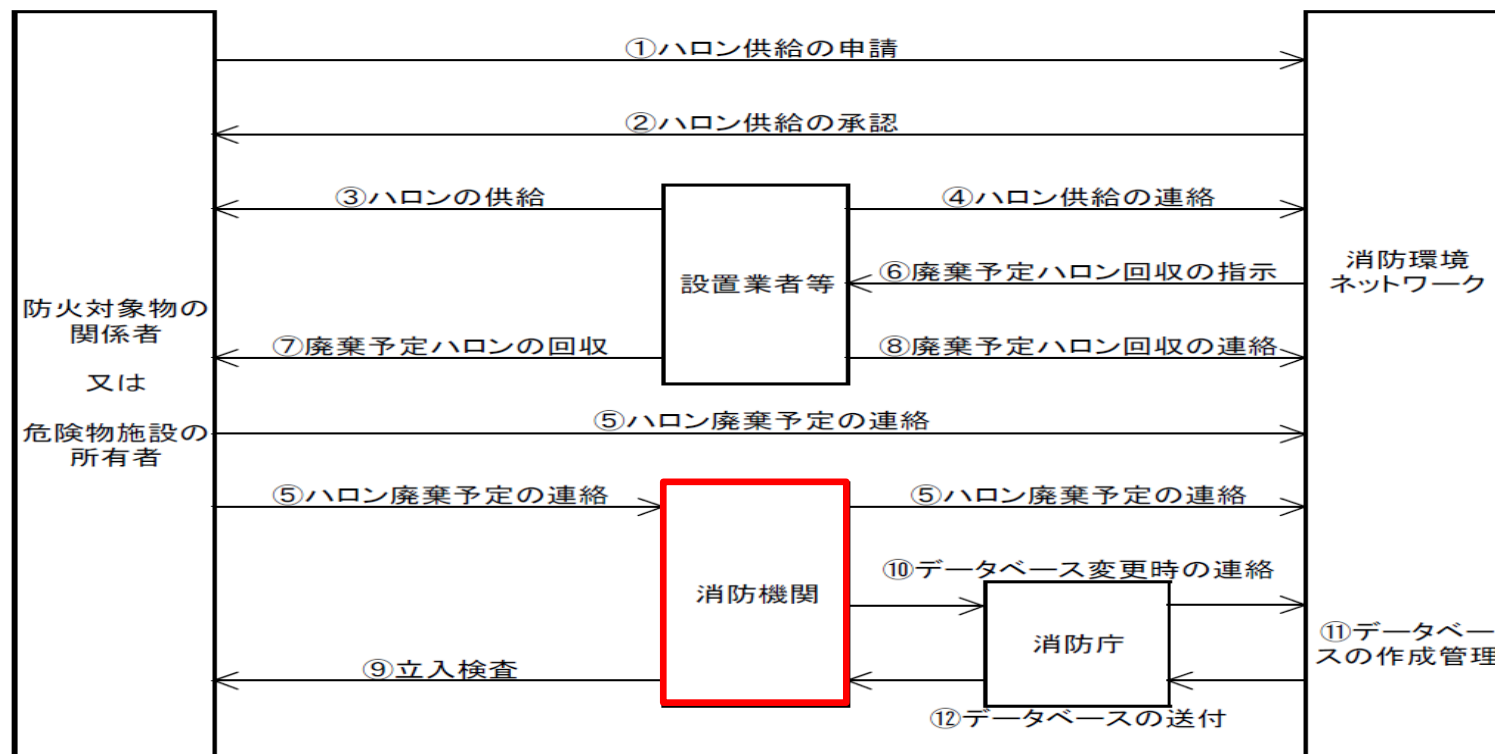 ①ハロン供給の申請
②ハロン供給の承認
③ハロンの供給
④ハロン供給の連絡
設置業者等
⑥廃棄予定ハロン回収の指示
消防環境
ネットワーク
防火対象物の
関係者
又は
危険物施設の
所有者
⑦廃棄予定ハロンの回収
⑧廃棄予定ハロン回収の連絡
⑤ハロン廃棄予定の連絡
⑤ハロン廃棄予定の連絡
⑤ハロン廃棄予定の連絡
消防機関
⑩データベース変更時の連絡
消防庁
⑪データベー
スの作成管理
⑨立入検査
⑫データベースの送付